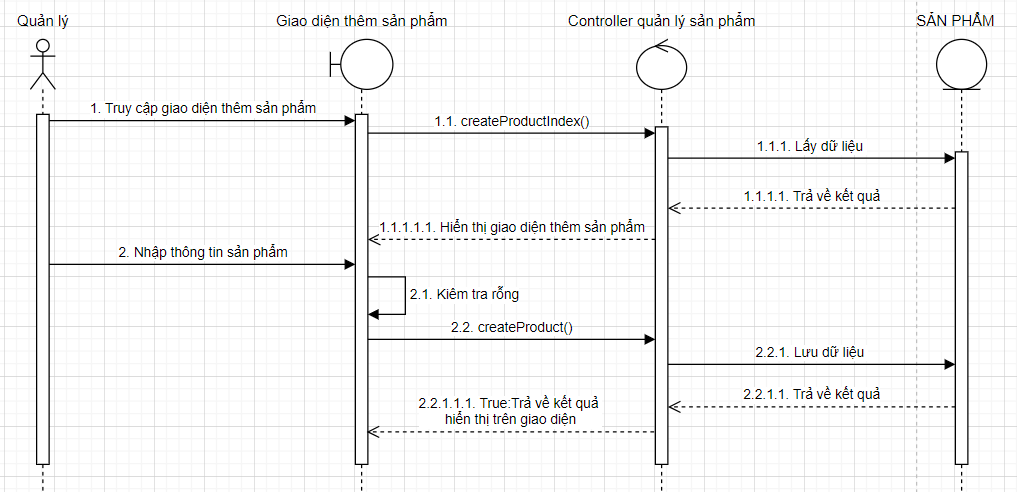 Quản lý
Giao diện thêm sản phẩm
Controller quản lý sản phẩm
SẢN PHẨM
1. Truy cập giao diện thêm sản phẩm
1.1. createProductIndex()
1.1.1. Lấy dữ liệu
1.1.1.1. Trả về kết quả
1.1.1.1.1. Hiển thị giao diện thêm sản phẩm
2. Nhập thông tin sản phẩm
2.1. Kiêm tra rỗng
2.2. createProduct()
2.2.1. Lưu dữ liệu
2.2.1.1. Trả về kết quả
2.2.1.1.1. True:Trả về kết quả
hiển thị trên giao diện